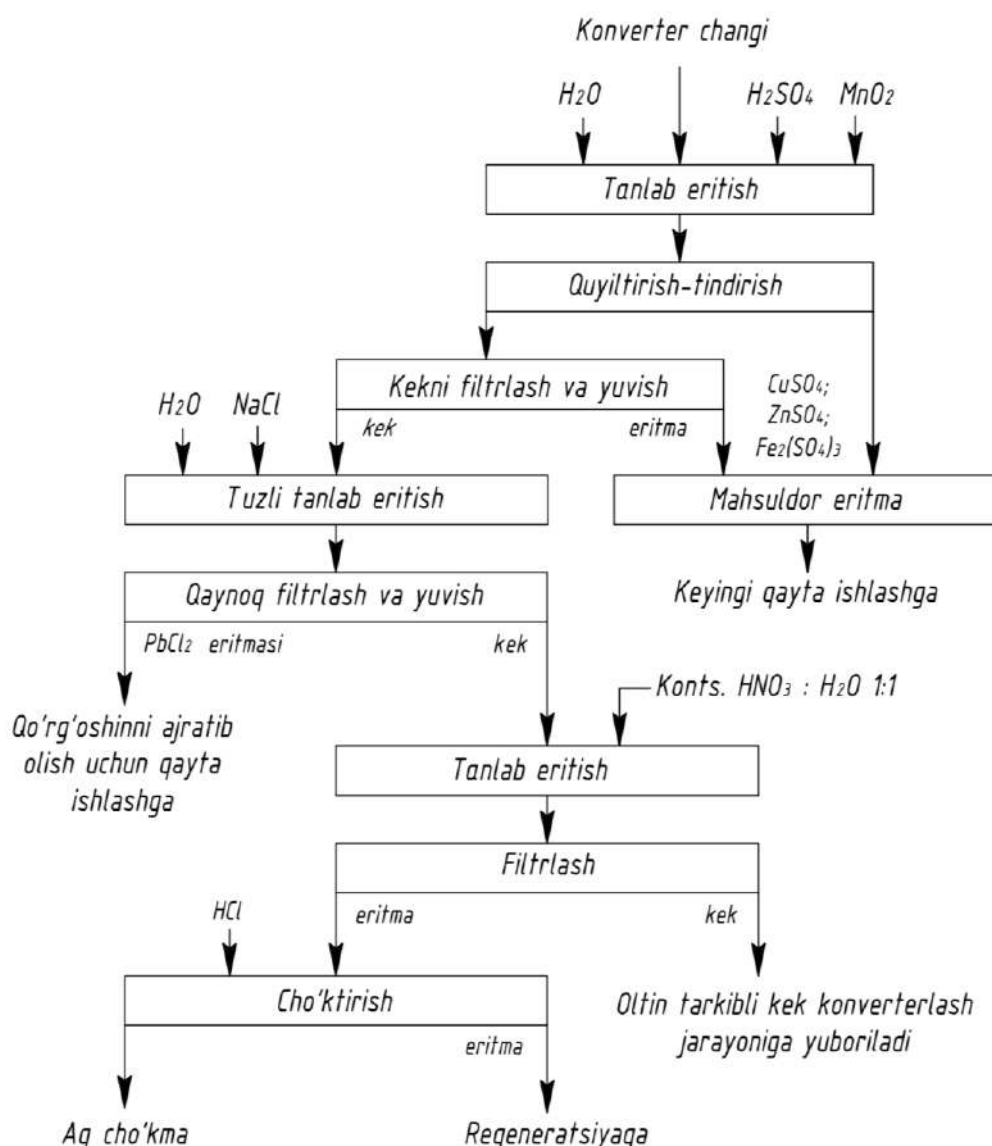 Konverter changi
H2O
H2SO4
MnO2
Tanlab eritish
Quyiltirish-tindirish
Kekni filtrlash va yuvish
CuSO4;
ZnSO4;
Fe2(SO4)3
H2O
NaCl
kek
eritma
Tuzli tanlab eritish
Mahsuldor eritma
Qaynoq filtrlash va yuvish
Keyingi qayta ishlashga
PbCl2 eritmasi
kek
Konts. HNO3 : H2O 1:1
Qo'rg'oshinni ajratib
olish uchun qayta
ishlashga
Tanlab eritish
Filtrlash
HCl
eritma
kek
Cho'ktirish
Oltin tarkibli kek konverterlash
jarayoniga yuboriladi
eritma
Ag cho'kma
Regeneratsiyaga